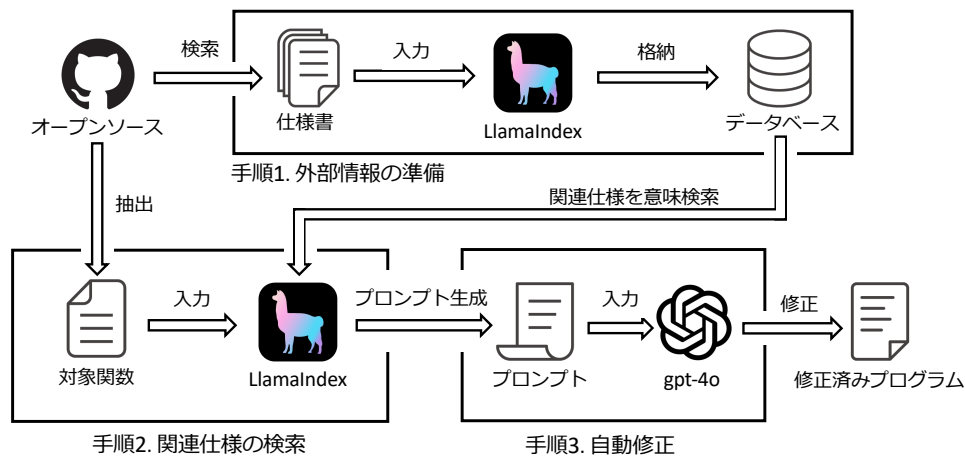 検索
入力
格納
オープンソース
仕様書
LlamaIndex
データベース
手順1. 外部情報の準備
抽出
関連仕様を意味検索
入力
プロンプト生成
入力
修正
対象関数
LlamaIndex
プロンプト
gpt-4o
修正済みプログラム
手順2. 関連仕様の検索
手順3. 自動修正